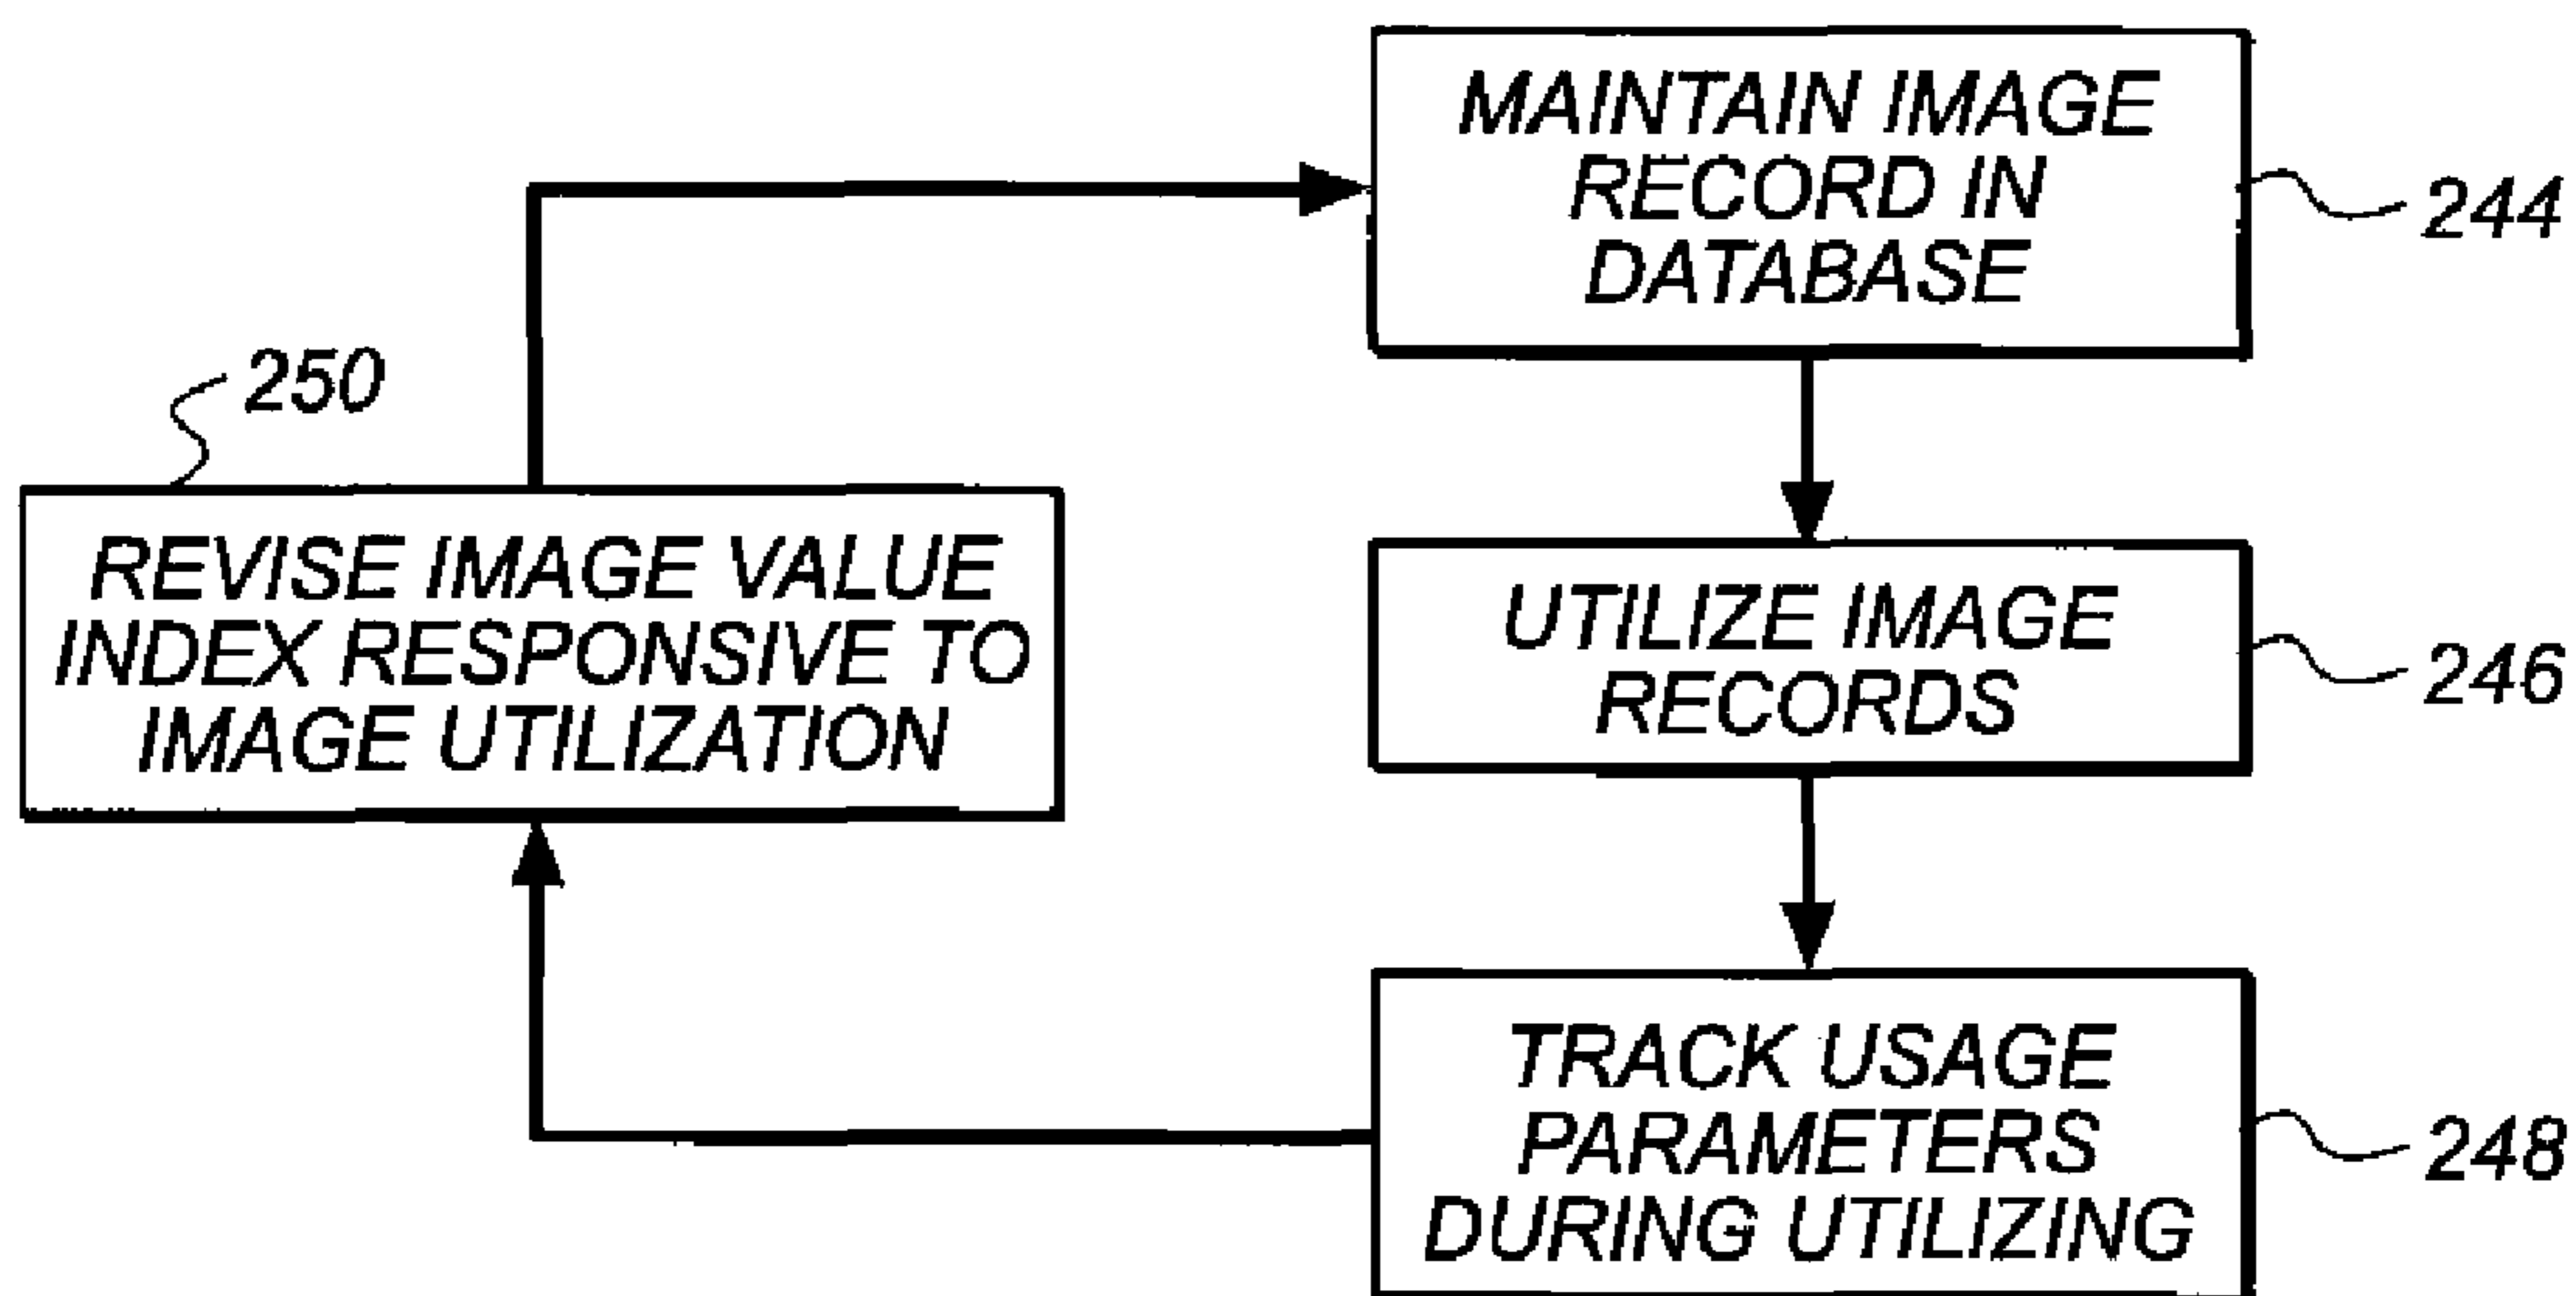 MAINTAIN IMAGE
RECORD IN
DATABASE
244
250
REVISE IMAGE VALUE
INDEX RESPONSIVE TO
IMAGE UTILIZATION
UTILIZE IMAGE
RECORDS
246
TRACK USAGE
PARAMETERS
DURING UTILIZING
248